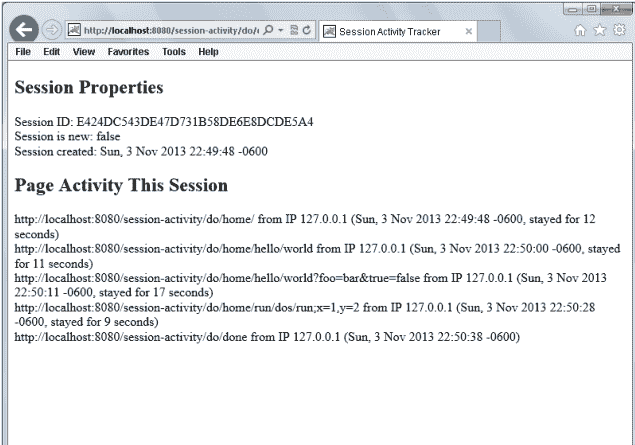 http://localhost:8080/session-activity/do/
Session Activity Tracker
File Edit View Favorites Tools Help
Session Properties
Session ID: E424DC543DE47D731B58DE6E8DCDE5A4
Session is new: false
Session created: Sun, 3 Nov 2013 22:49:48 -0600
Page Activity This Session
http://localhost:8080/session-activity/do/home/ from IP 127.0.0.1 (Sun, 3 Nov 2013 22:49:48 -0600, stayed for 12
seconds)
http://localhost:8080/session-activity/do/home/hello/world from IP 127.0.0.1 (Sun, 3 Nov 2013 22:50:00 -0600, stayed
for 11 seconds)
http://localhost:8080/session-activity/do/home/hello/world?foo=bar&true=false from IP 127.0.0.1 (Sun, 3 Nov 2013
22:50:11 -0600, stayed for 17 seconds)
http://localhost:8080/session-activity/do/home/run/dos/run;x=1,y=2 from IP 127.0.0.1 (Sun, 3 Nov 2013 22:50:28
-0600, stayed for 9 seconds)
http://localhost:8080/session-activity/do/done from IP 127.0.0.1 (Sun, 3 Nov 2013 22:50:38 -0600)